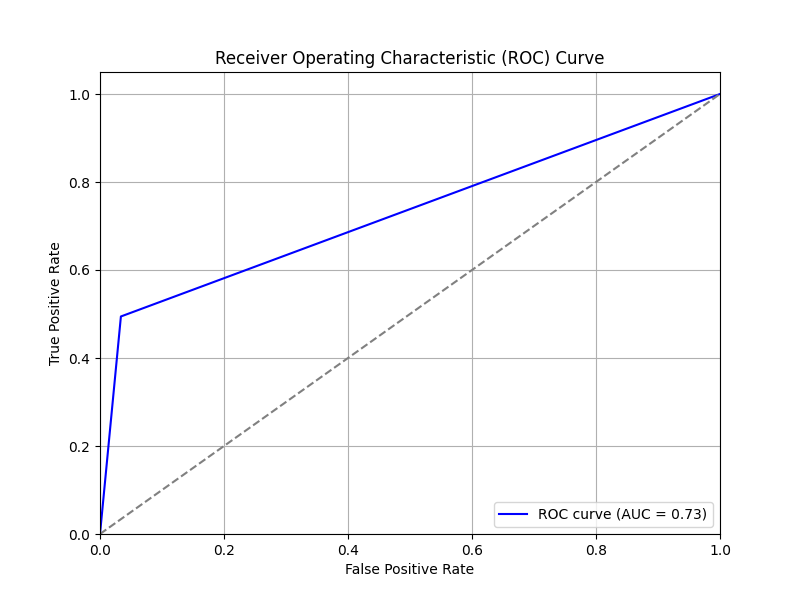 Receiver Operating Characteristic (ROC) Curve
1.0
0.8
0.6
0.4
0.2
0.0
True Positive Rate
ROC curve (AUC = 0.73)
0.0 0.2 0.4 0.6 0.8 1.0
False Positive Rate